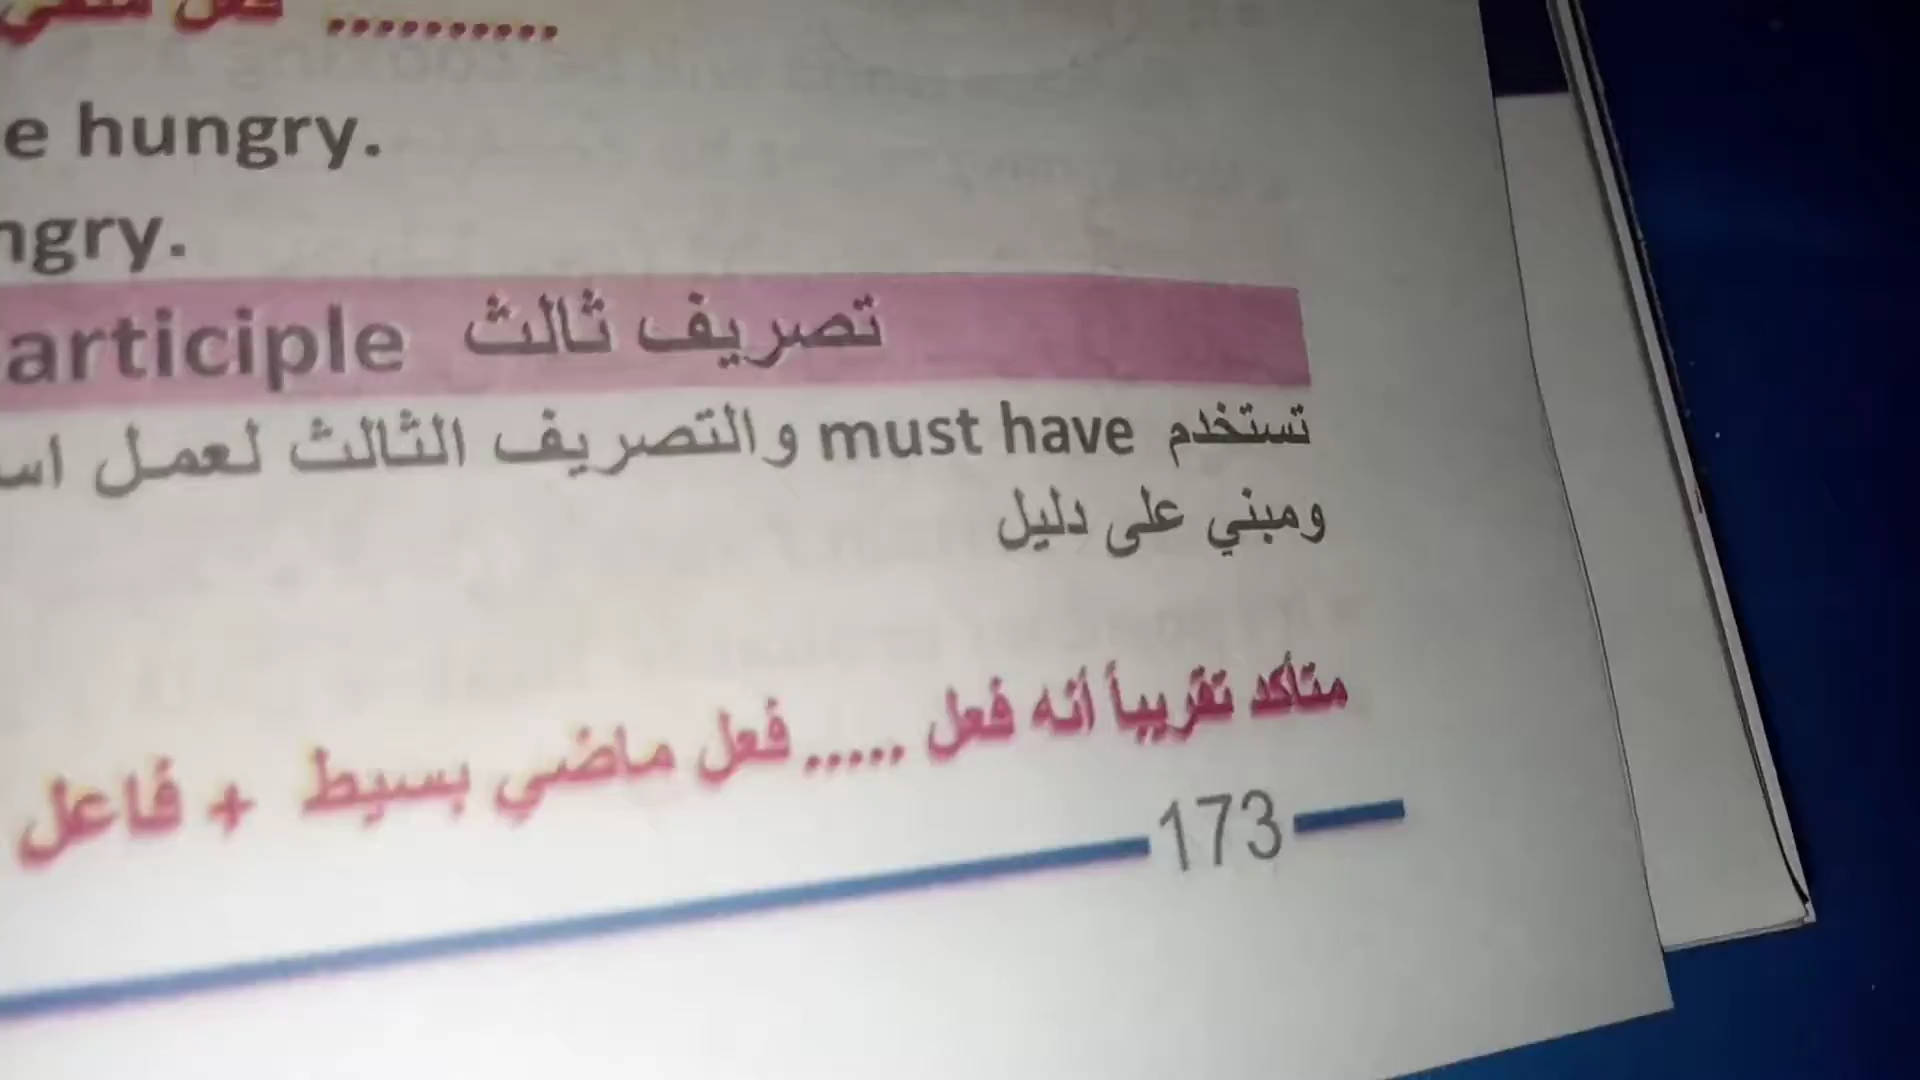 ..........
e hungry.
ngry.
articiple تصريف ثالث
تستخدم must have والتصريف الثالث لعمل اس
ومبني على دليل
متأكد تقريباً أنه فعل ..... فعل ماضي بسيط + فاعل
173